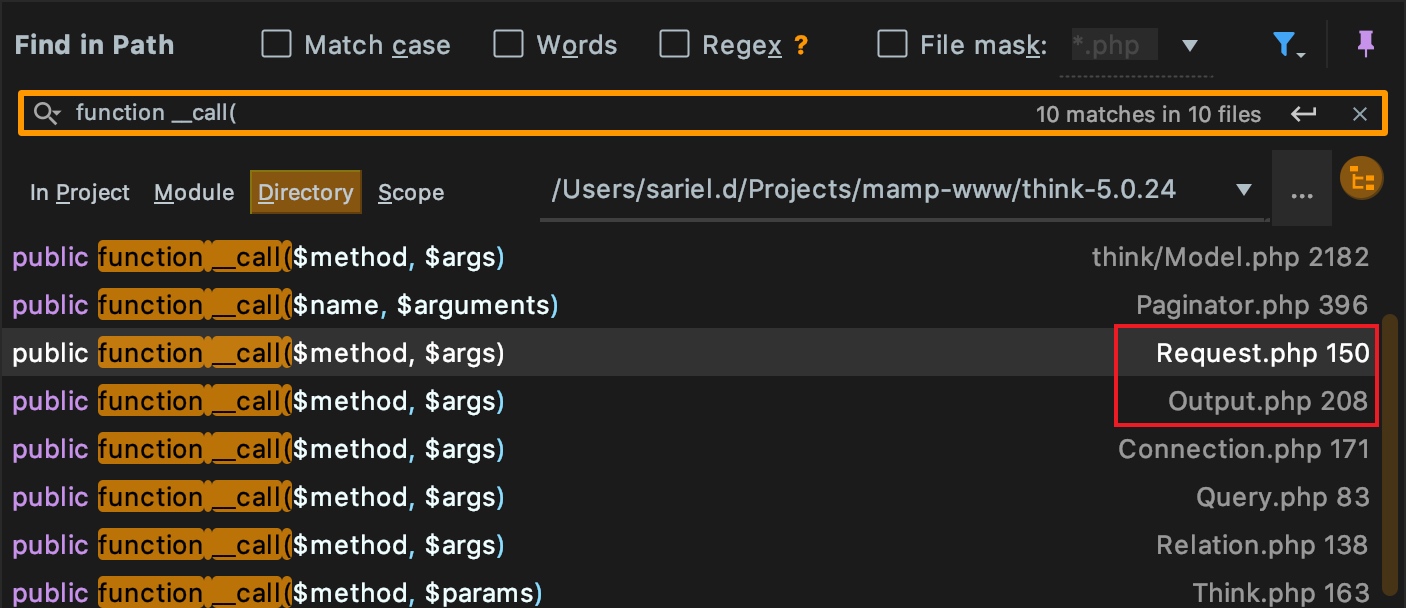 Find in Path Match case Words Regex ? File mask: *.php
function __call( 10 matches in 10 files
In Project Module Directory Scope /Users/sariel.d/Projects/mamp-www/think-5.0.24 ...
public function __call($method, $args) think/Model.php 2182
public function __call($name, $arguments) Paginator.php 396
public function __call($method, $args) Request.php 150
public function __call($method, $args) Output.php 208
public function __call($method, $args) Connection.php 171
public function __call($method, $args) Query.php 83
public function __call($method, $args) Relation.php 138
public function __call($method, $params) Think.php 163